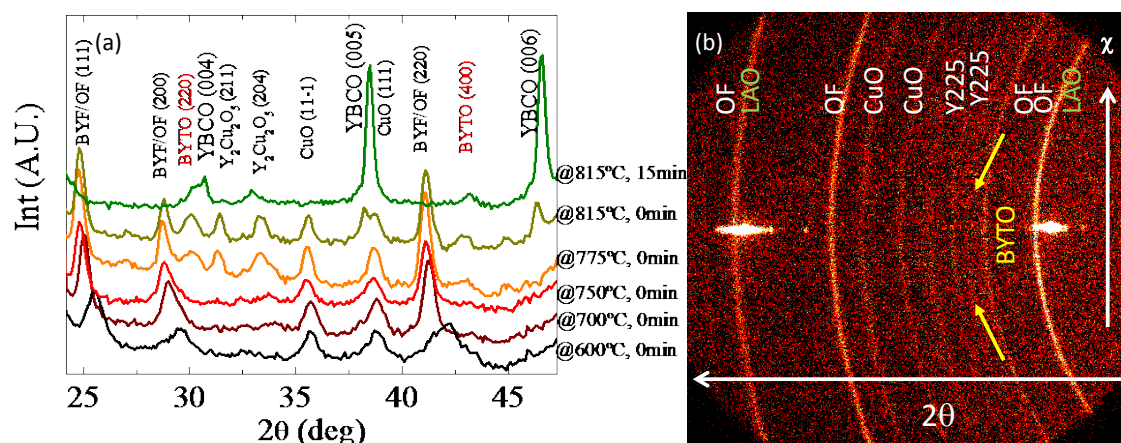 (a)
Int (A.U.)
BYF/OF (111)
BYF/OF (200)
BYTO (220)
YBCO (004)
Y2Cu2O5 (211)
Y2Cu2O5 (204)
CuO (11-1)
YBCO (005)
CuO (111)
BYF/OF (220)
BYTO (400)
YBCO (006)
@815ºC, 15min
@815ºC, 0min
@775ºC, 0min
@750ºC, 0min
@700ºC, 0min
@600ºC, 0min
25 30 35 40 45
2θ (deg)
(b)
χ
OF
LAO
OF
CuO
CuO
Y225
Y225
OF
OF
LAO
BYTO
2θ